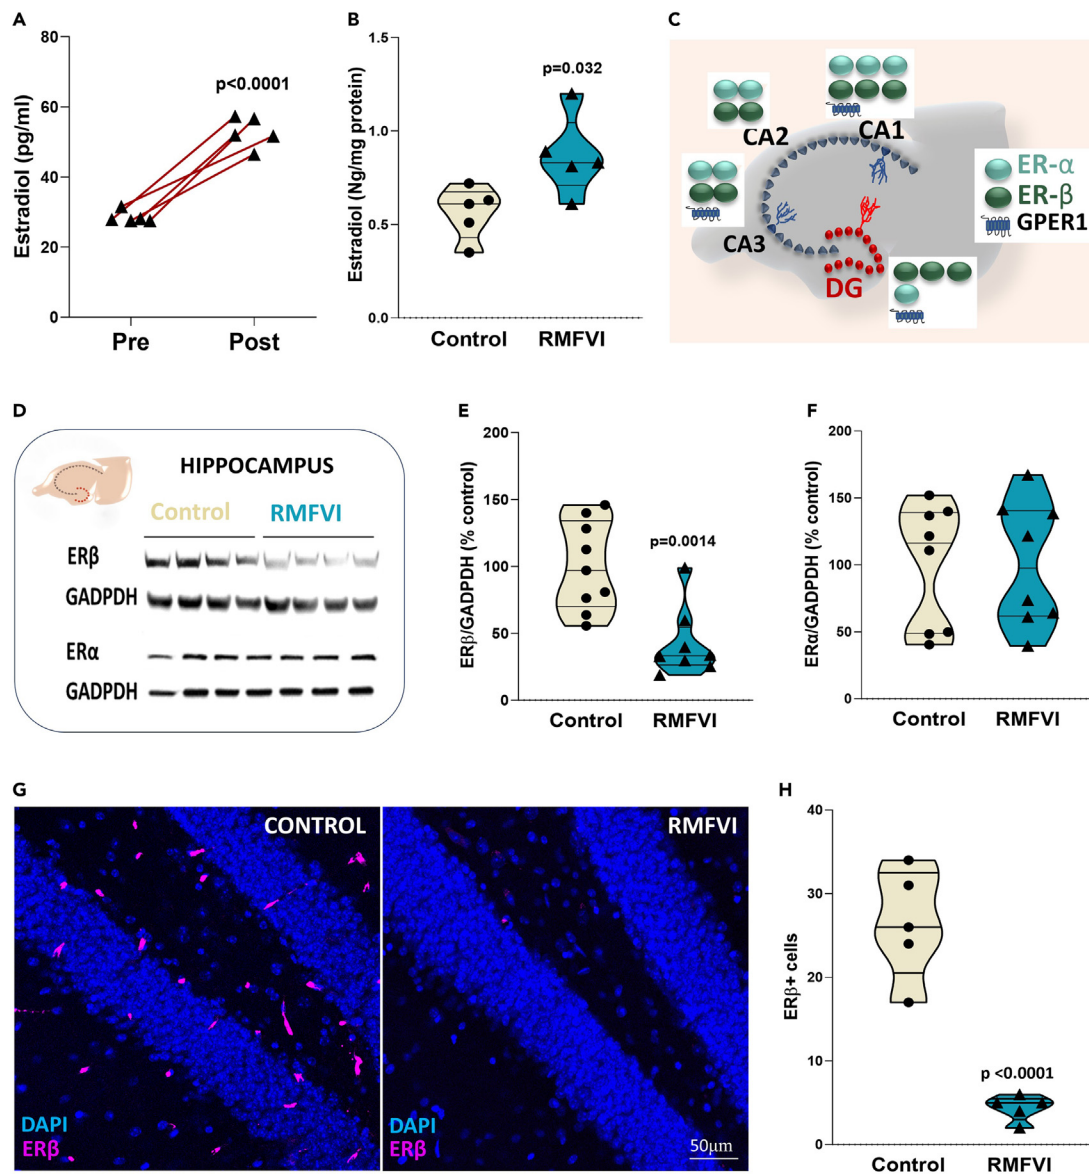 A
Estradiol (pg/ml)
80
60
40
20
0
p<0.0001
Pre Post
B
Estradiol (Ng/mg protein)
1.5
1.0
0.5
0.0
p=0.032
Control RMFVI
C
CA2
CA1
CA3
DG
ER-α
ER-β
GPER1
D
HIPPOCAMPUS
Control RMFVI
ERβ
GADPDH
ERα
GADPDH
E
ERβ/GADPDH (% control)
200
150
100
50
0
p=0.0014
Control RMFVI
F
ERα/GADPDH (% control)
200
150
100
50
0
Control RMFVI
G
CONTROL
DAPI
ERβ
RMFVI
DAPI
ERβ
50µm
H
ERβ+ cells
40
30
20
10
0
p <0.0001
Control RMFVI